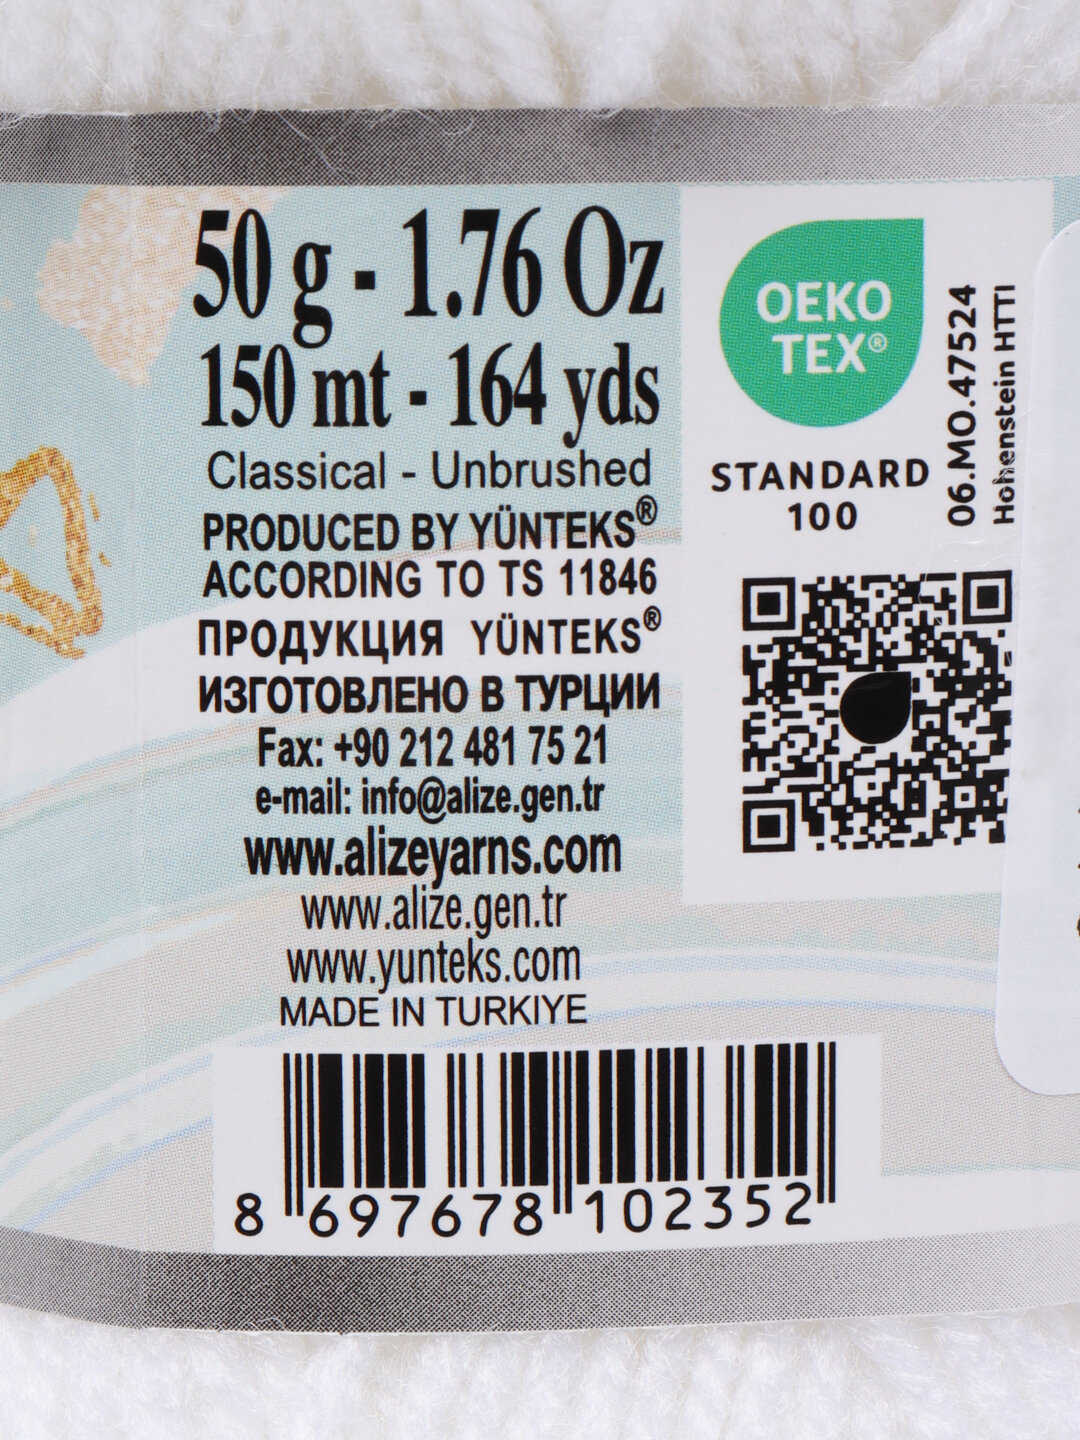 50 g - 1.76 Oz
150 mt - 164 yds
Classical - Unbrushed
PRODUCED BY YÜNTEKS®
ACCORDING TO TS 11846
ПРОДУКЦИЯ YÜNTEKS®
ИЗГОТОВЛЕНО В ТУРЦИИ
Fax: +90 212 481 75 21
e-mail: info@alize.gen.tr
www.alizeyarns.com
www.alize.gen.tr
www.yunteks.com
MADE IN TURKIYE
8 697678 102352
OEKO
TEX®
STANDARD
100
06.MO.47524
Hohenstein HTTI